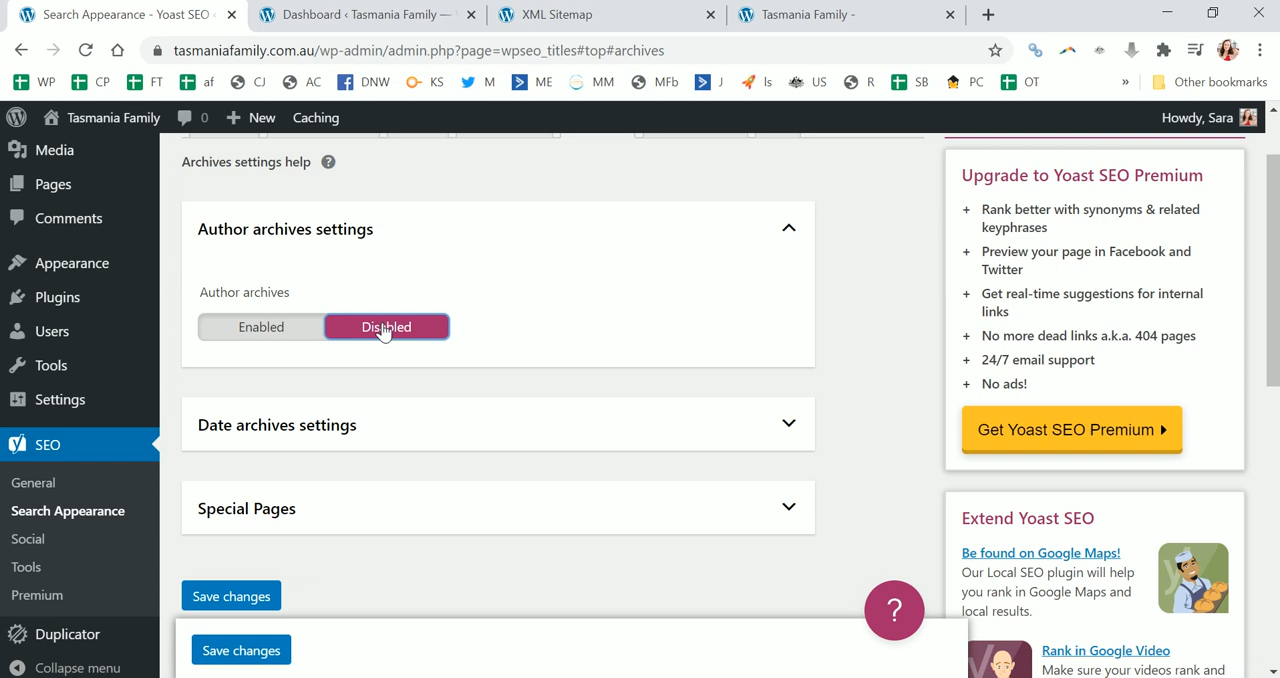 Search Appearance - Yoast SEO
Dashboard ‹ Tasmania Family —
XML Sitemap
Tasmania Family -
tasmaniafamily.com.au/wp-admin/admin.php?page=wpseo_titles#top#archives
WP CP FT af CJ AC DNW KS M ME MM MFb J ls US R SB PC OT » Other bookmarks
Tasmania Family 0 + New Caching Howdy, Sara
Media
Pages
Comments
Appearance
Plugins
Users
Tools
Settings
SEO
General
Search Appearance
Social
Tools
Premium
Duplicator
Collapse menu
Archives settings help ?
Author archives settings
Author archives
Enabled Disabled
Date archives settings
Special Pages
Save changes
Save changes
?
Upgrade to Yoast SEO Premium
+ Rank better with synonyms & related
keyphrases
+ Preview your page in Facebook and
Twitter
+ Get real-time suggestions for internal
links
+ No more dead links a.k.a. 404 pages
+ 24/7 email support
+ No ads!
Get Yoast SEO Premium
Extend Yoast SEO
Be found on Google Maps!
Our Local SEO plugin will help
you rank in Google Maps and
local results.
Rank in Google Video
Make sure your videos rank and